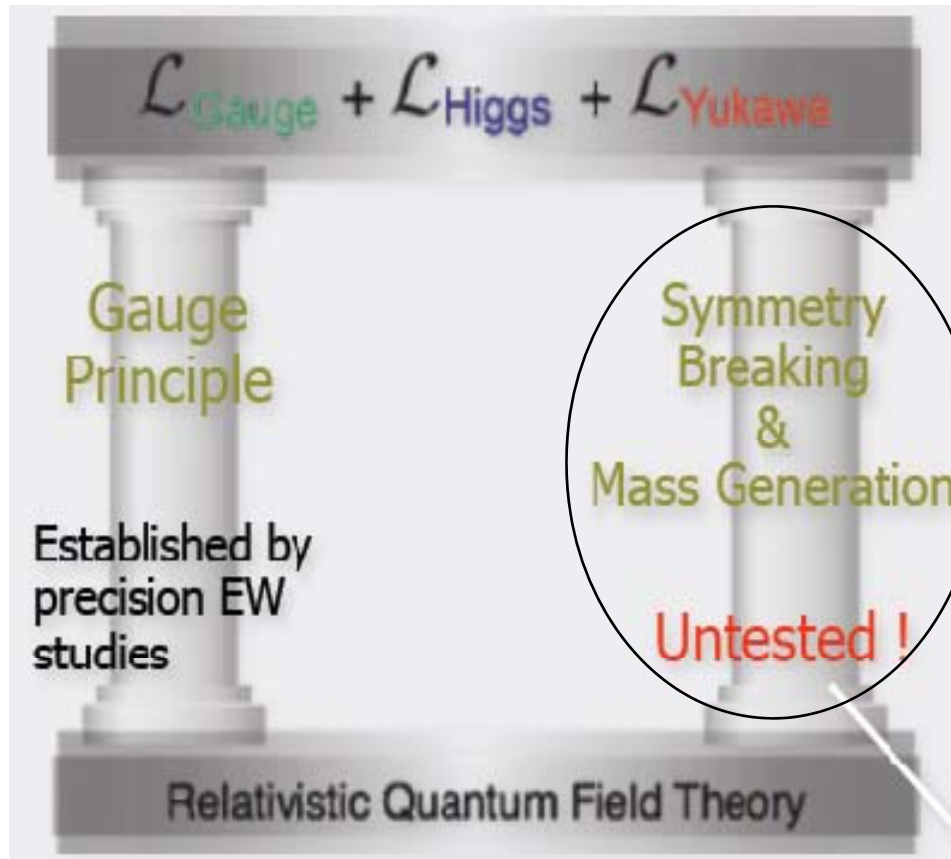 ℒGauge + ℒHiggs + ℒYukawa
Gauge
Principle
Established by
precision EW
studies
Symmetry
Breaking
&
Mass Generation
Untested !
Relativistic Quantum Field Theory